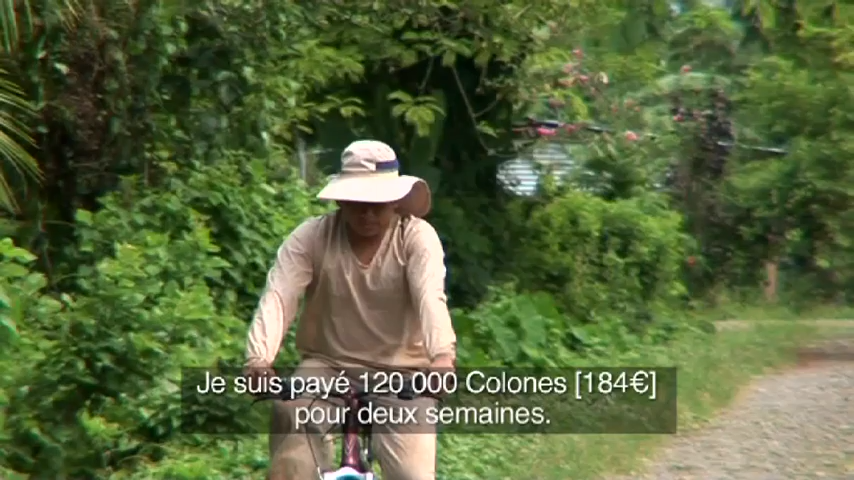 Je suis payé 120 000 Colones [184€]
pour deux semaines.